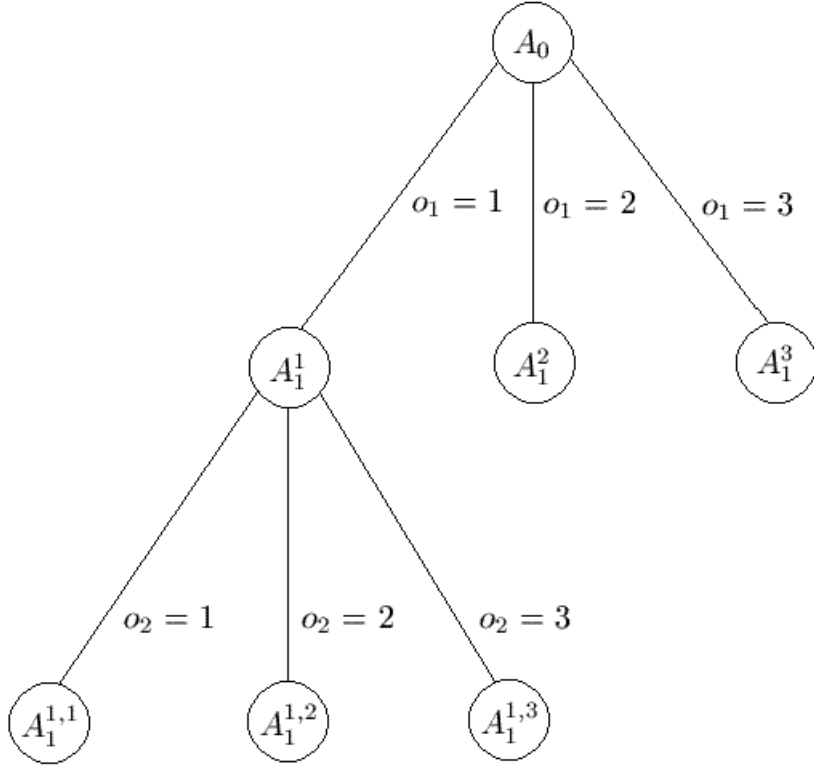 A_0
o_1 = 1 o_1 = 2 o_1 = 3
A_1^1 A_1^2 A_1^3
o_2 = 1 o_2 = 2 o_2 = 3
A_1^{1,1} A_1^{1,2} A_1^{1,3}